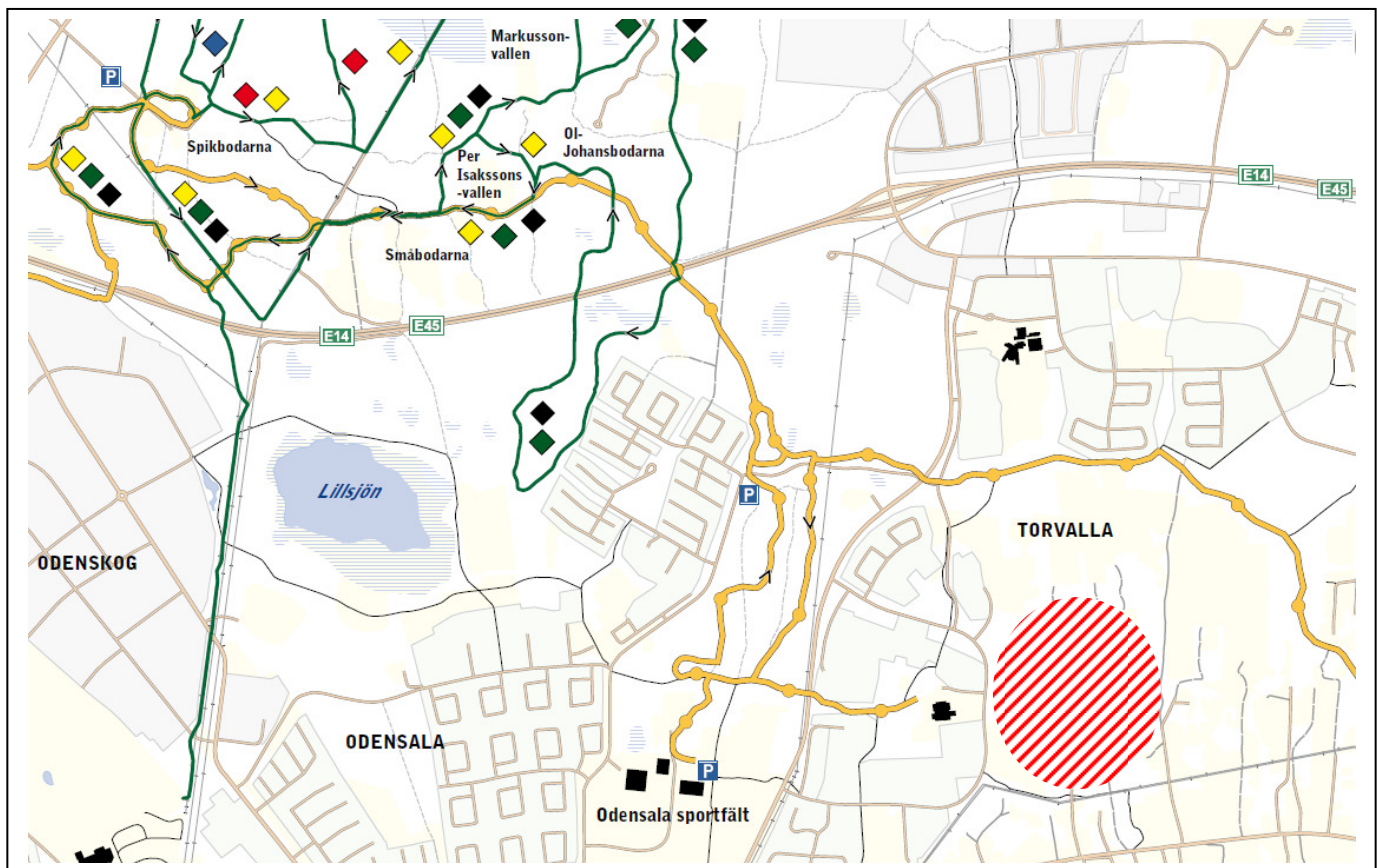 Markusson-
vallen
P
Spikbodarna
Ol-
Johansbodarna
Per
Isakssons
-vallen
E14
E45
Småbodarna
E45
E14
Lillsjön
P
TORVALLA
ODENSKOG
ODENSALA
P
Odensala sportfält